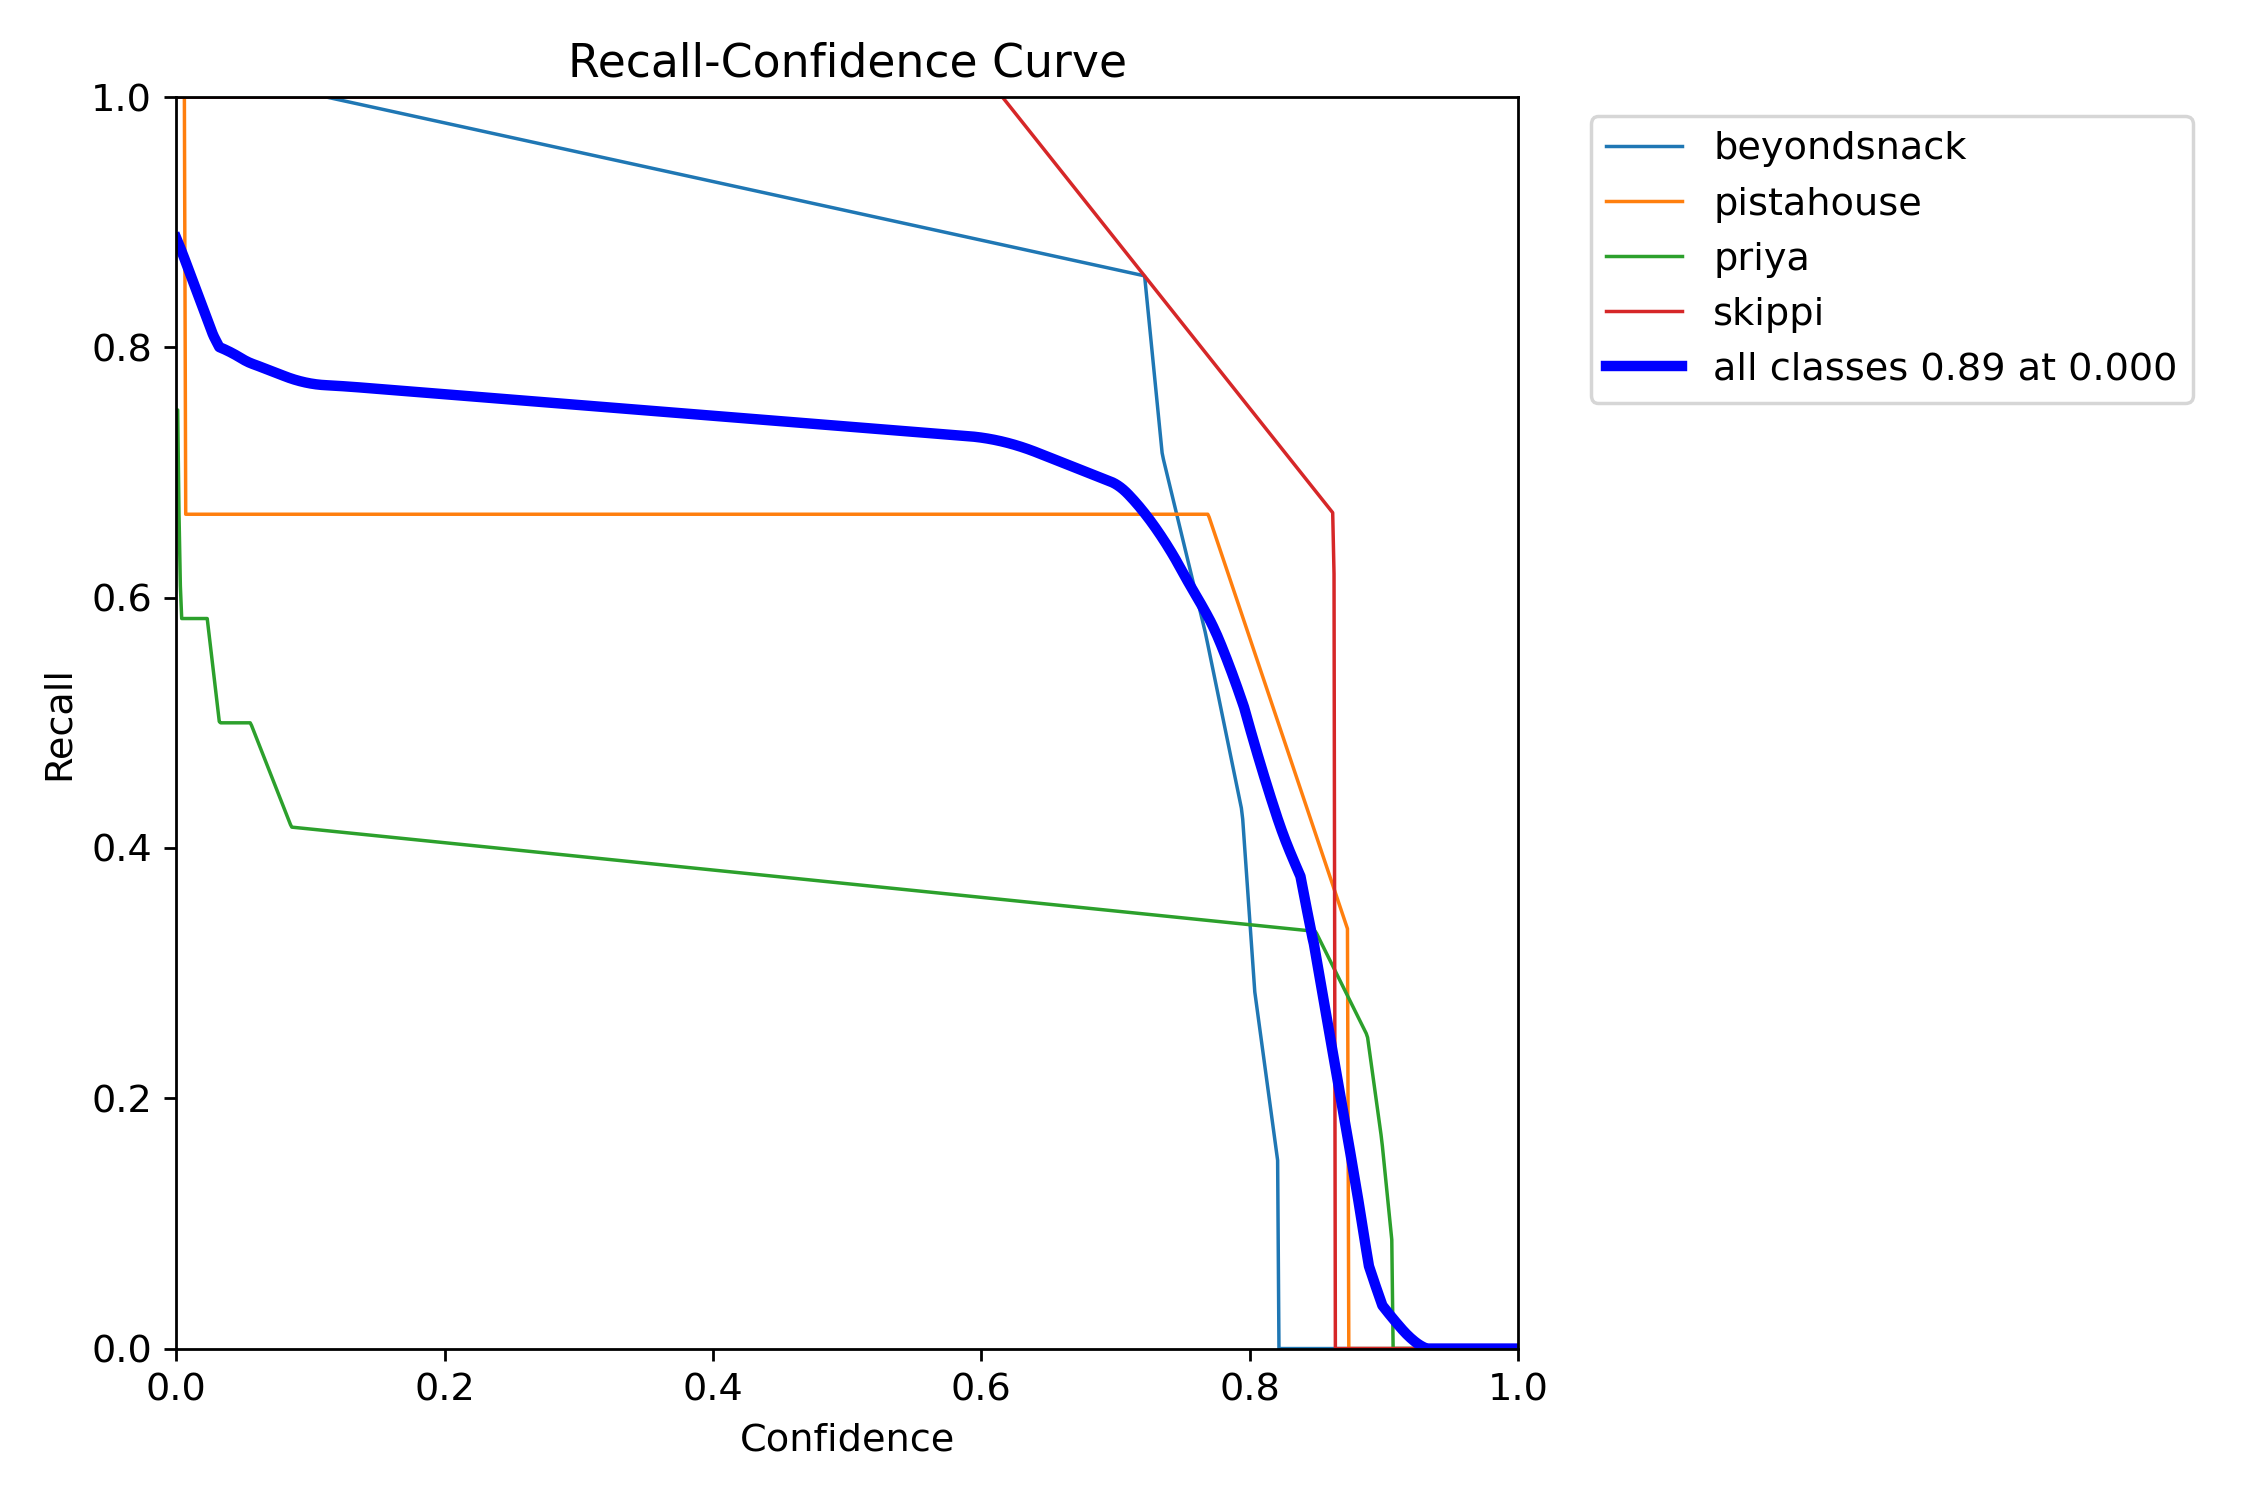 Recall-Confidence Curve
1.0
0.8
0.6
0.4
0.2
0.0
Recall
0.0 0.2 0.4 0.6 0.8 1.0
Confidence
beyondsnack
pistahouse
priya
skippi
all classes 0.89 at 0.000